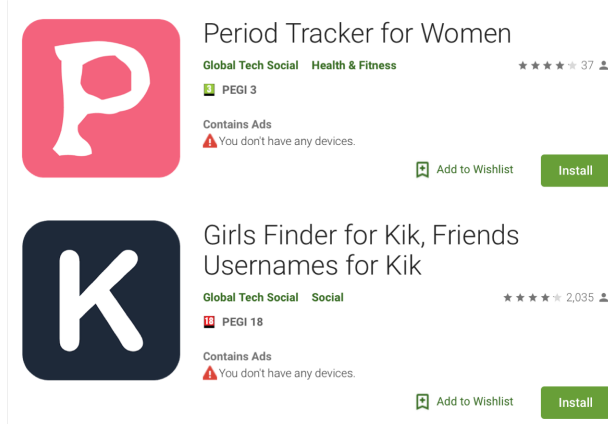 P
Period Tracker for Women
Global Tech Social Health & Fitness 37
3 PEGI 3
Contains Ads
You don't have any devices.
Add to Wishlist Install
K
Girls Finder for Kik, Friends
Usernames for Kik
Global Tech Social Social 2,035
18 PEGI 18
Contains Ads
You don't have any devices.
Add to Wishlist Install